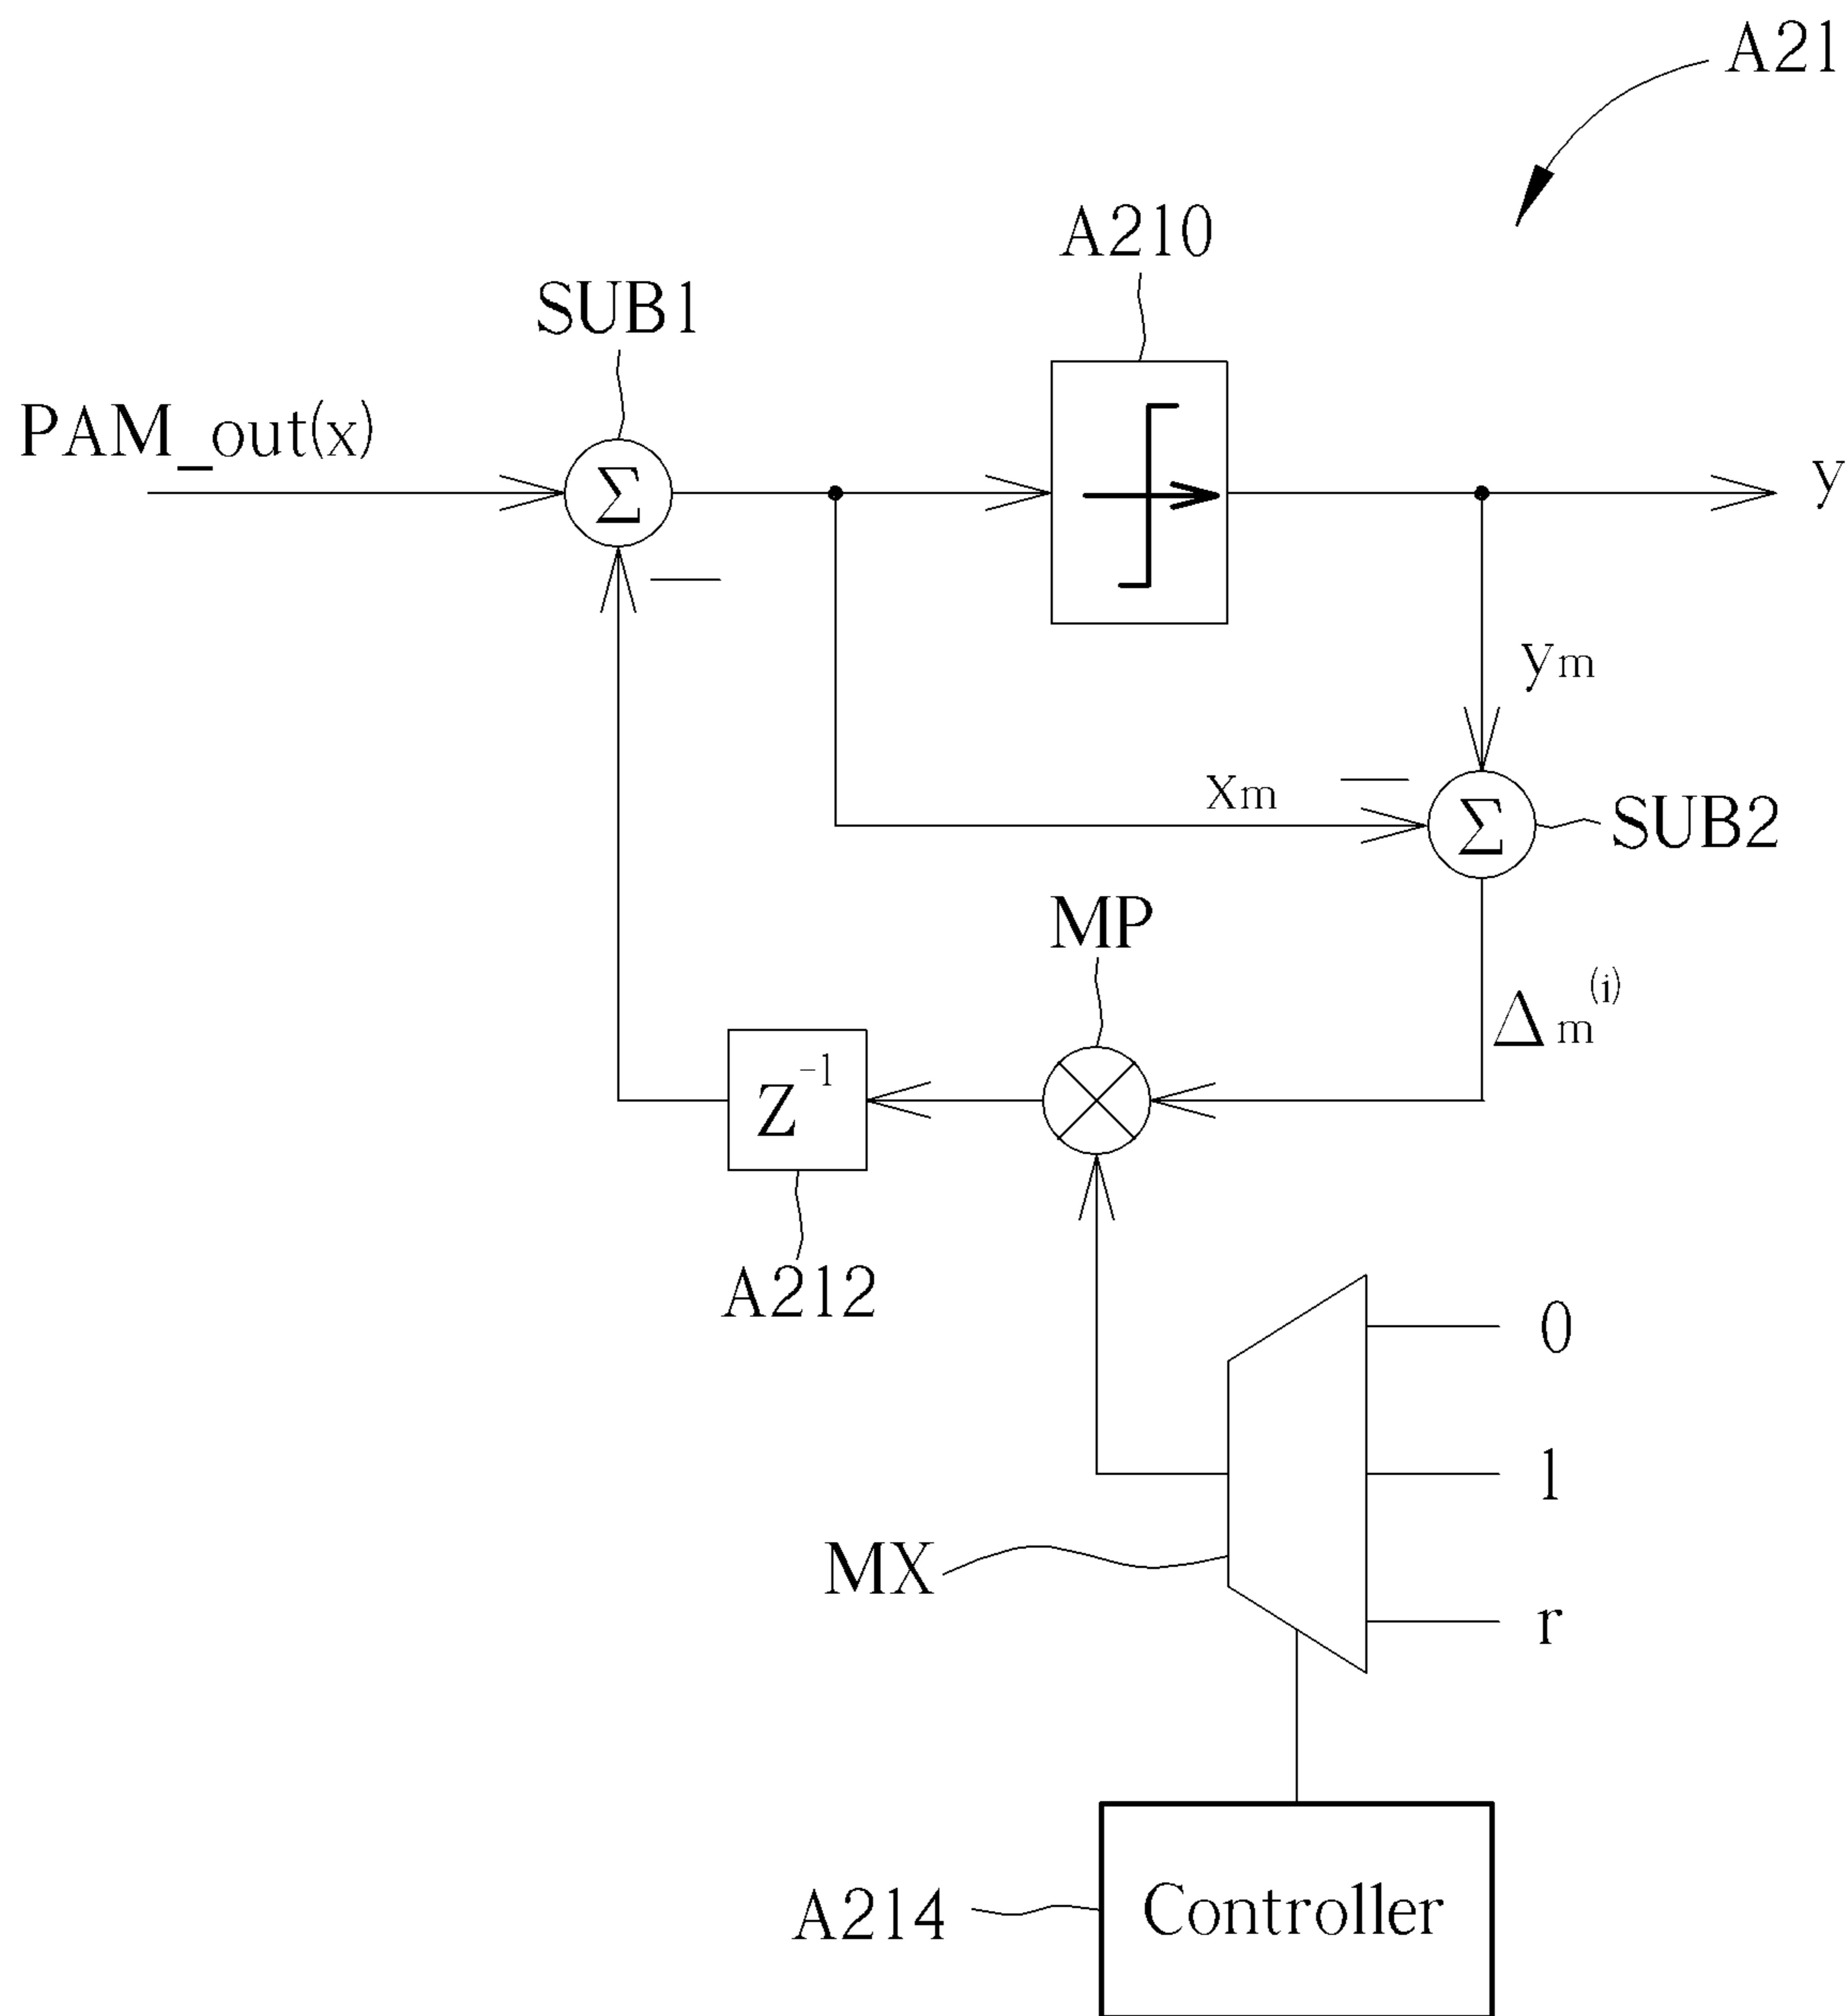 A21
A210
SUB1
PAM_out(x)
Σ
y
ym
xm
Σ
SUB2
MP
Δm(i)
Z-1
A212
0
1
MX
r
A214
Controller